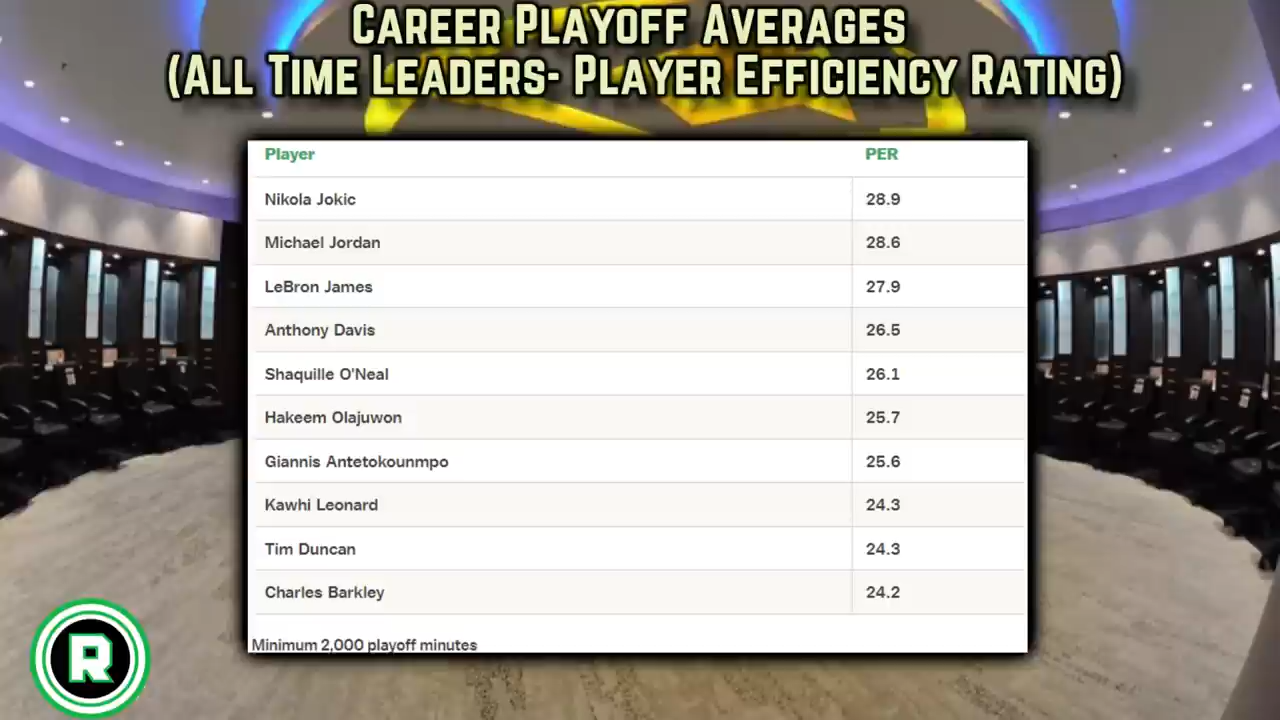 Career Playoff Averages
(All Time Leaders- Player Efficiency Rating)
Player PER
Nikola Jokic 28.9
Michael Jordan 28.6
LeBron James 27.9
Anthony Davis 26.5
Shaquille O'Neal 26.1
Hakeem Olajuwon 25.7
Giannis Antetokounmpo 25.6
Kawhi Leonard 24.3
Tim Duncan 24.3
Charles Barkley 24.2
Minimum 2,000 playoff minutes
R